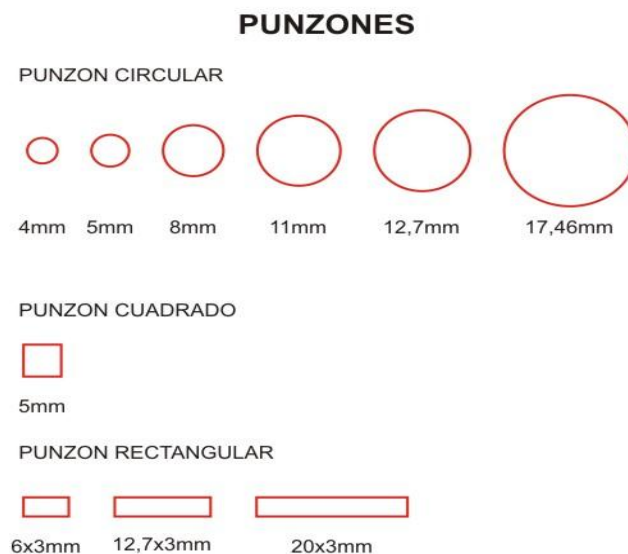 PUNZONES
PUNZON CIRCULAR
4mm 5mm 8mm 11mm 12,7mm 17,46mm
PUNZON CUADRADO
5mm
PUNZON RECTANGULAR
6x3mm 12,7x3mm 20x3mm